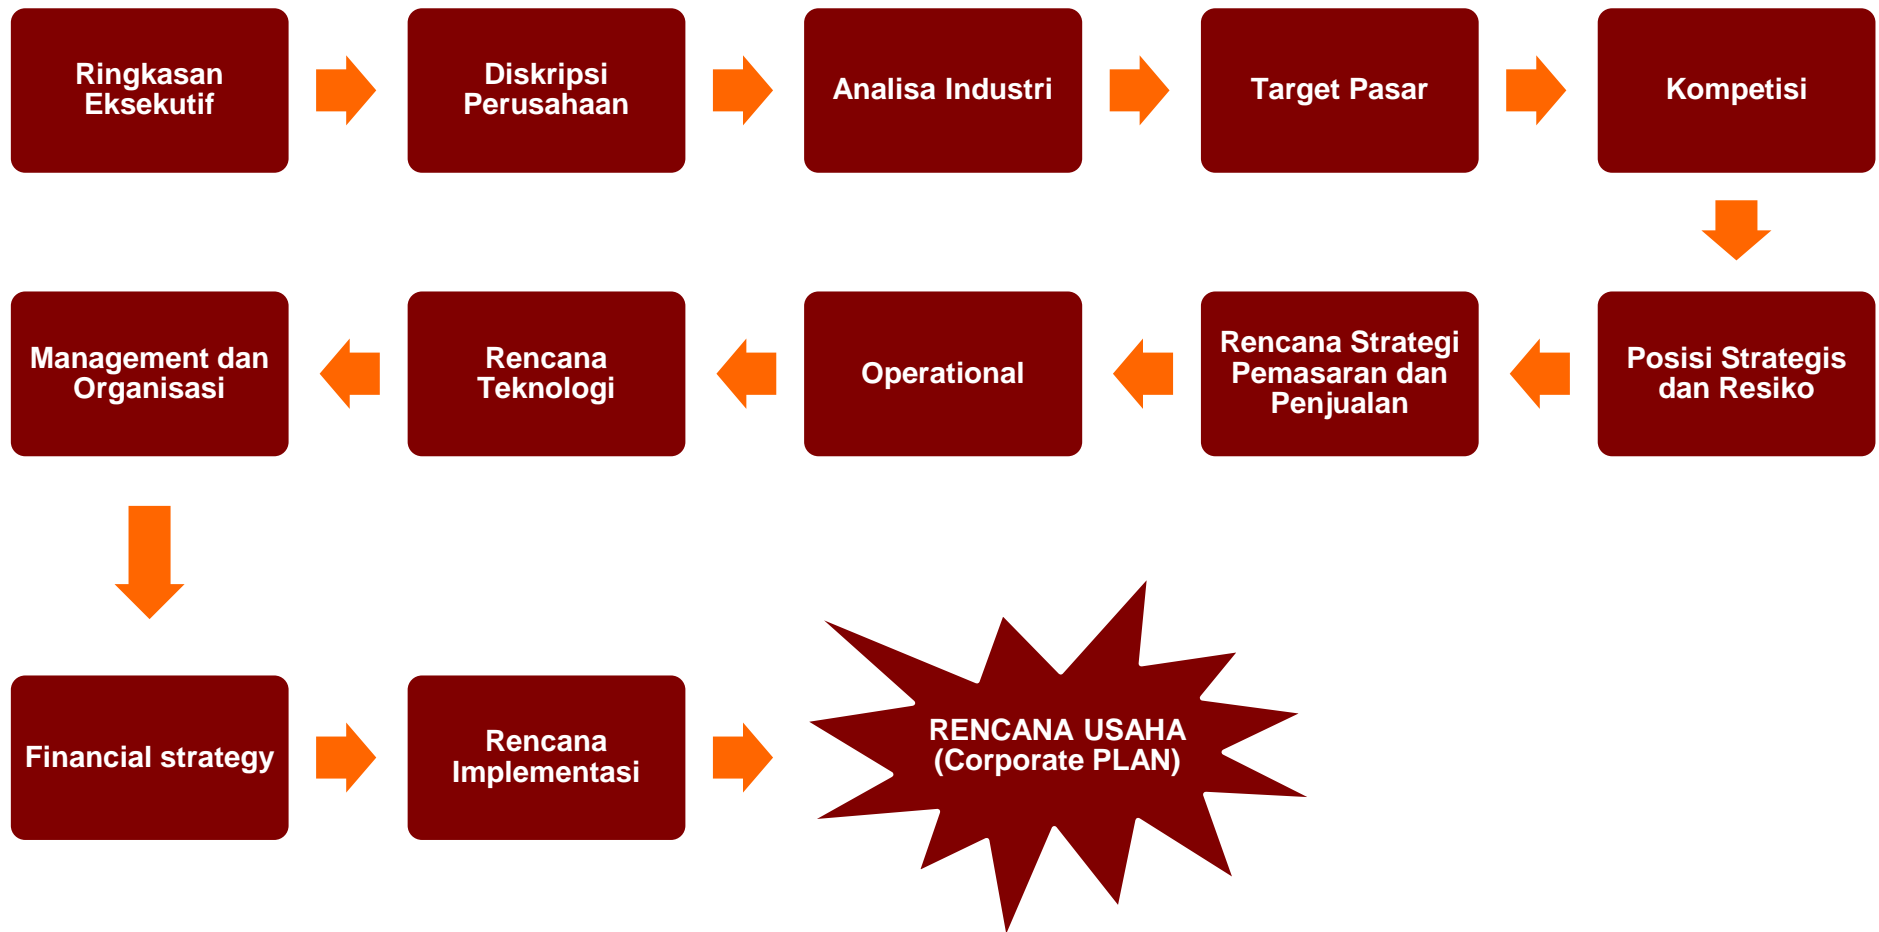 Ringkasan
Eksekutif
Diskripsi
Perusahaan
Analisa Industri
Target Pasar
Kompetisi
Posisi Strategis
dan Resiko
Rencana Strategi
Pemasaran dan
Penjualan
Operational
Rencana
Teknologi
Management dan
Organisasi
Financial strategy
Rencana
Implementasi
RENCANA USAHA
(Corporate PLAN)